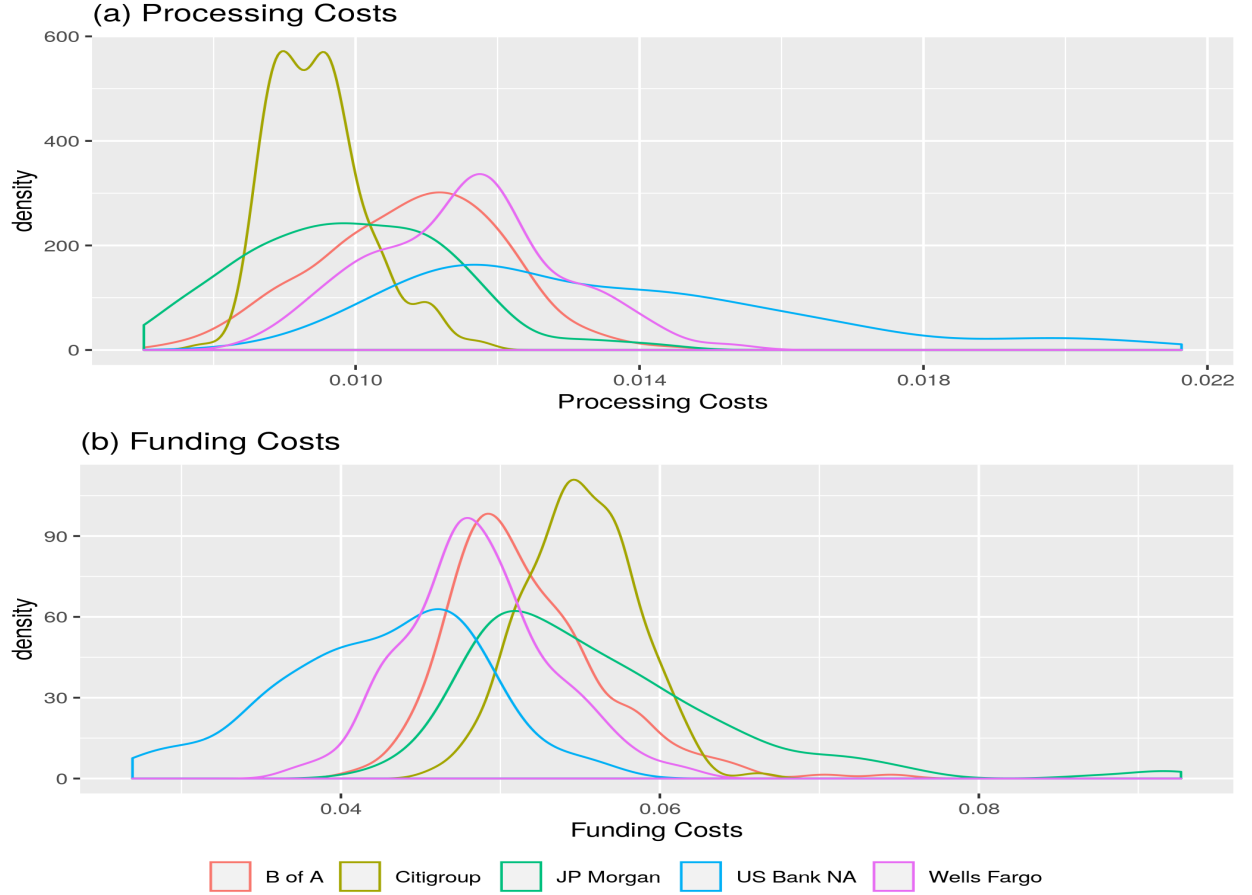 (a) Processing Costs
600
400
200
0
density
0.010 0.014 0.018 0.022
Processing Costs
(b) Funding Costs
90
60
30
0
density
0.04 0.06 0.08
Funding Costs
B of A Citigroup JP Morgan US Bank NA Wells Fargo